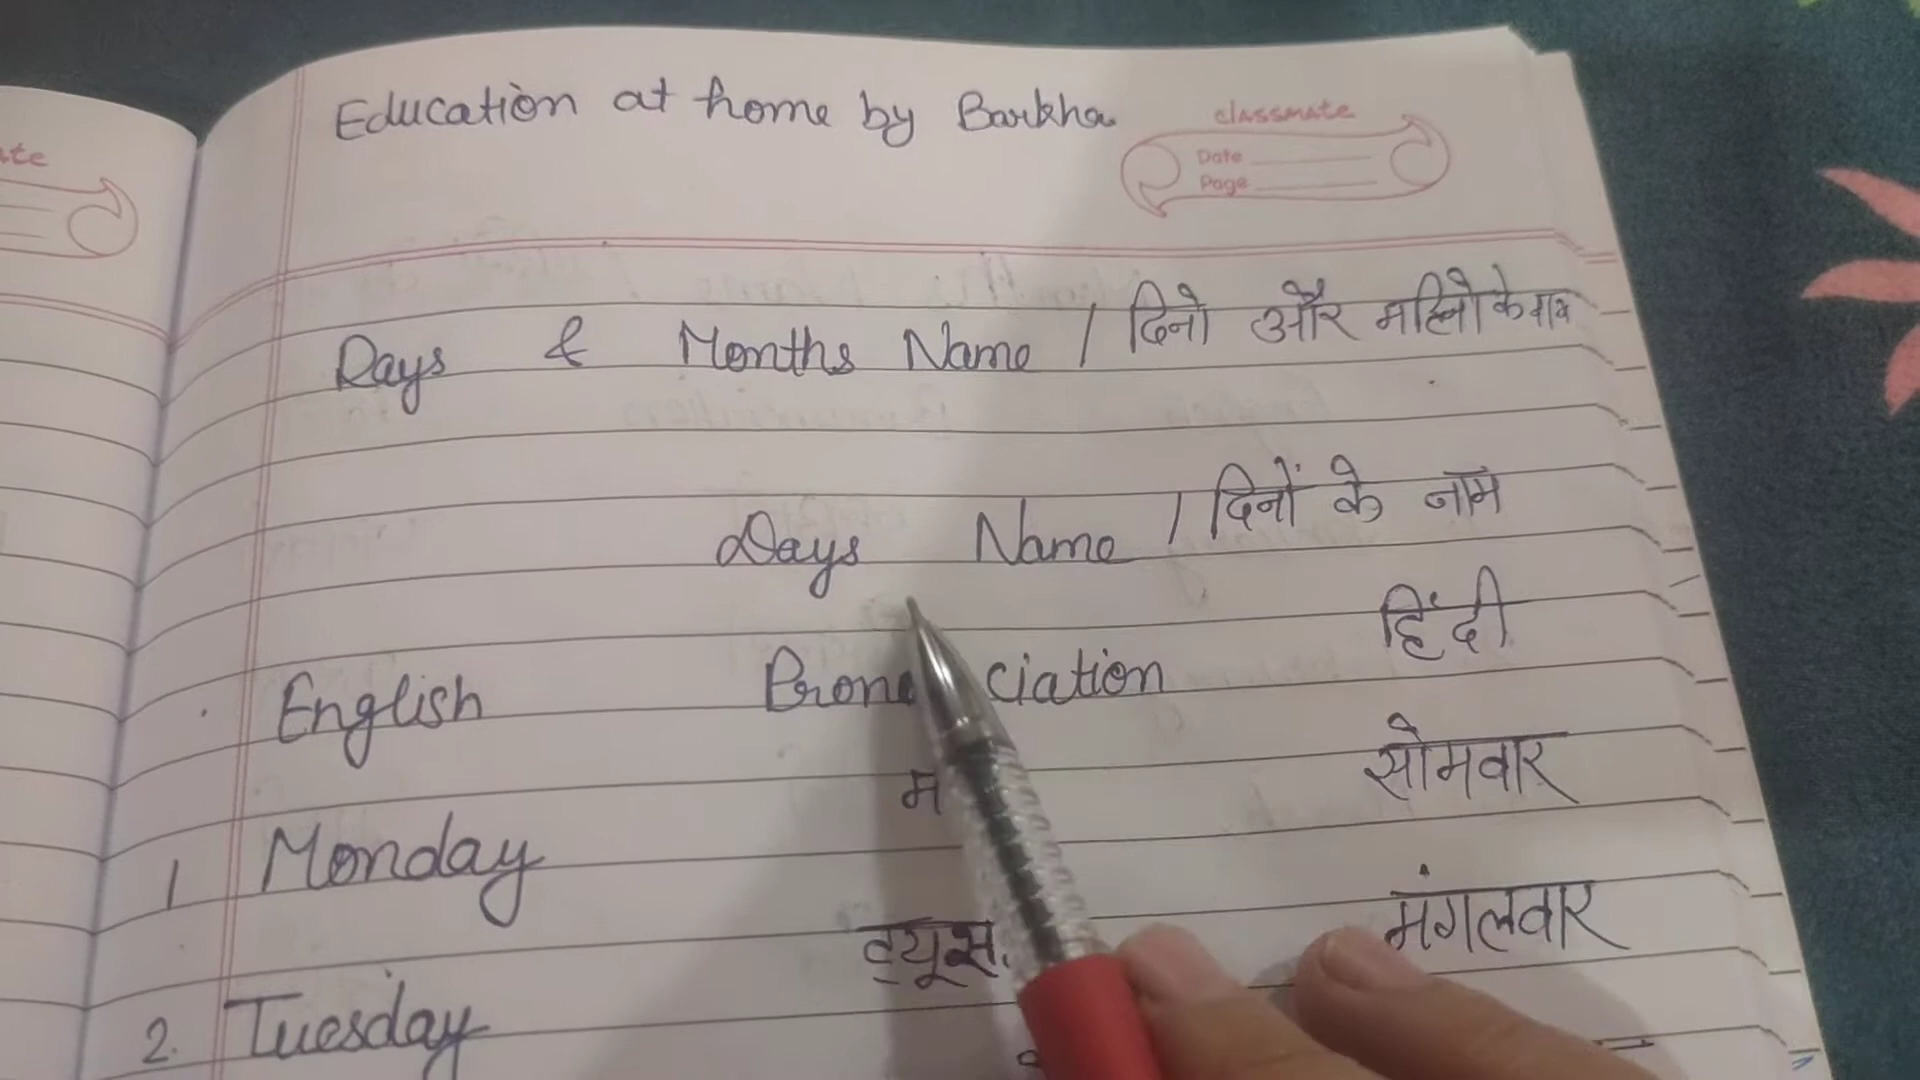 Education at home by Barkha
classmate
Date
Page
Days & Months Name / दिनो और महिनो के नाम
Days Name / दिनों के नाम
English हिंदी
1 Monday सोमवार
2. Tuesday मंगलवार